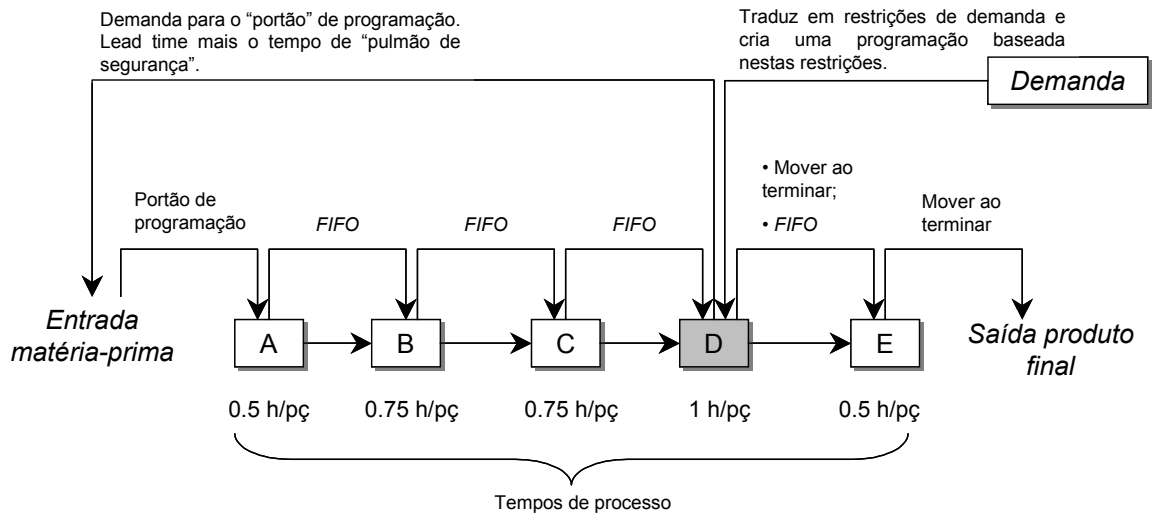 Demanda para o “portão” de programação.
Lead time mais o tempo de “pulmão de
segurança”.
Traduz em restrições de demanda e
cria uma programação baseada
nestas restrições.
Demanda
Portão de
programação
FIFO
FIFO
FIFO
• Mover ao
terminar;
• FIFO
Mover ao
terminar
Entrada
matéria-prima
A
B
C
D
E
Saída produto
final
0.5 h/pç
0.75 h/pç
0.75 h/pç
1 h/pç
0.5 h/pç
Tempos de processo